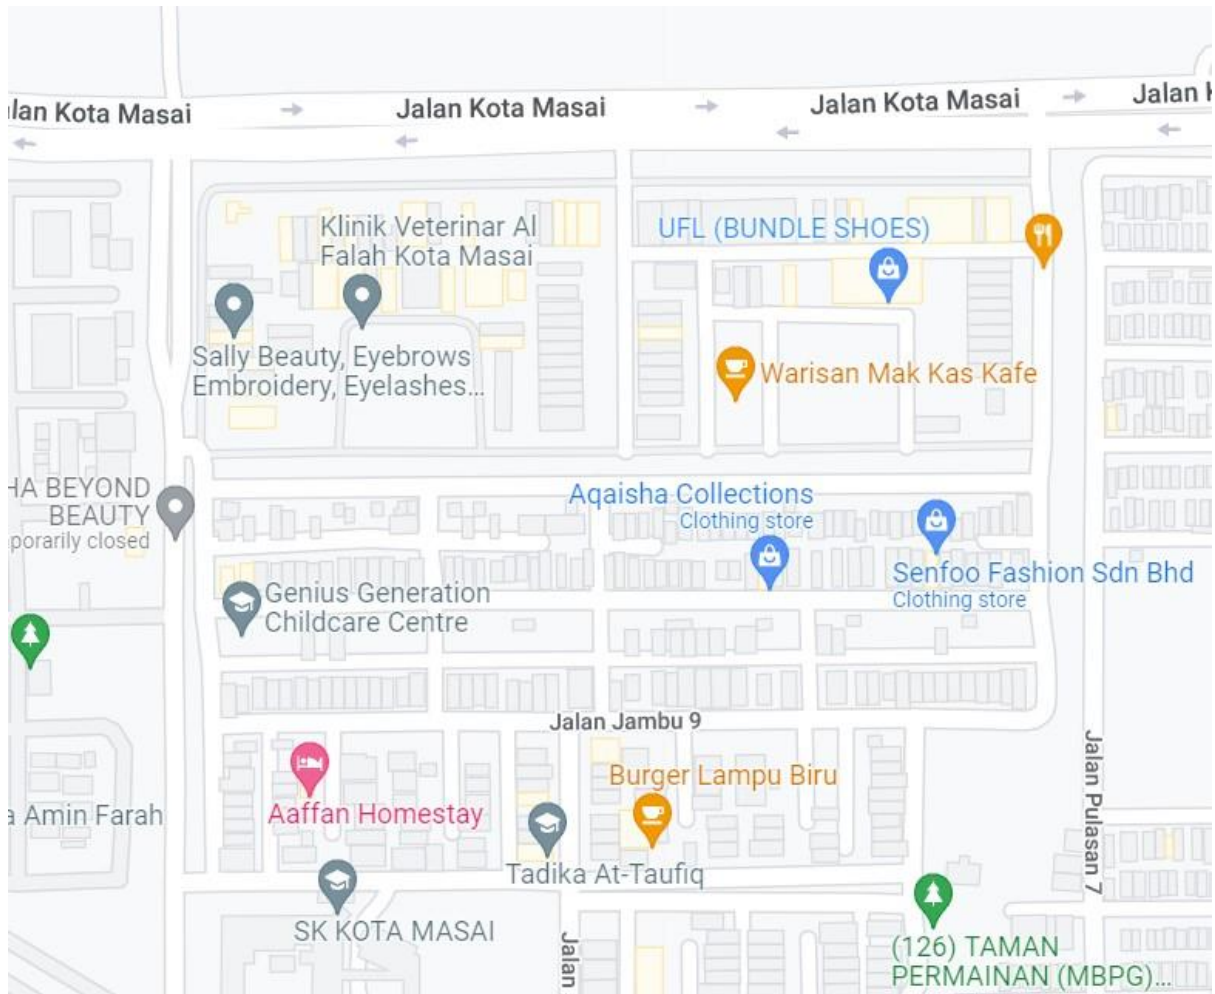 lan Kota Masai
Jalan Kota Masai
Jalan Kota Masai
Jalan K
Klinik Veterinar Al
Falah Kota Masai
UFL (BUNDLE SHOES)
Sally Beauty, Eyebrows
Embroidery, Eyelashes...
Warisan Mak Kas Kafe
HA BEYOND
BEAUTY
porarily closed
Aqaisha Collections
Clothing store
Senfoo Fashion Sdn Bhd
Clothing store
Genius Generation
Childcare Centre
Jalan Jambu 9
Jalan Pulasan 7
Burger Lampu Biru
a Amin Farah
Aaffan Homestay
Tadika At-Taufiq
SK KOTA MASAI
Jalan
(126) TAMAN
PERMAINAN (MBPG)...